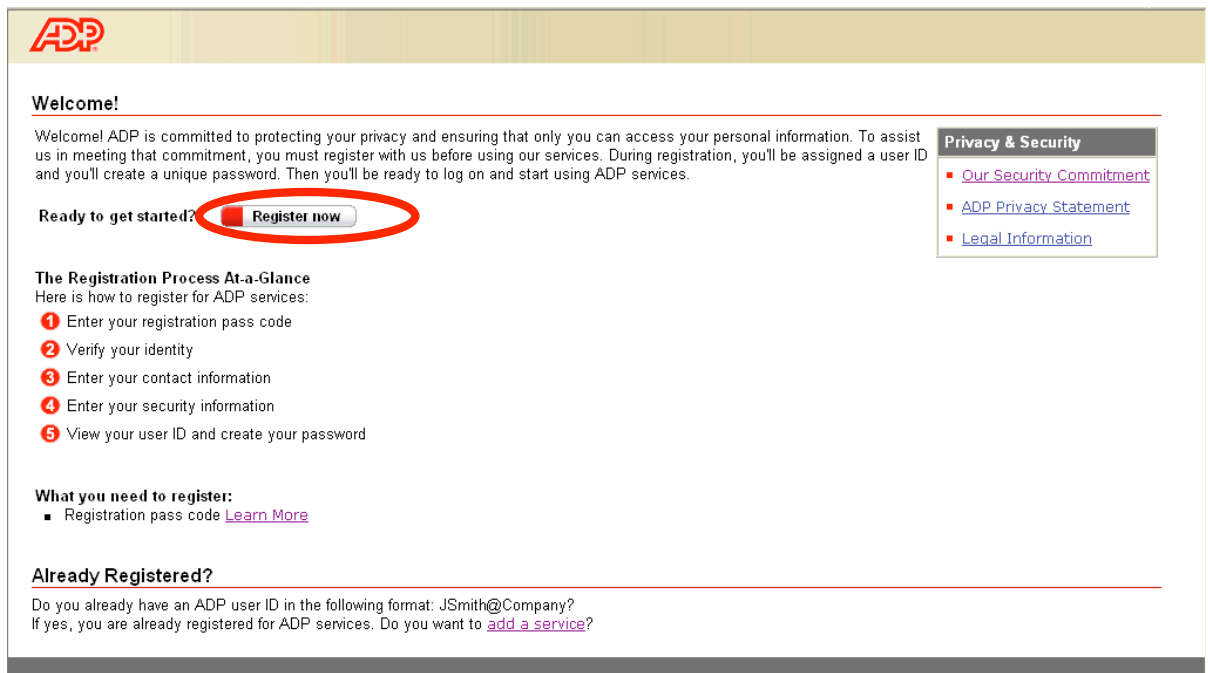 ADP
Welcome!
Welcome! ADP is committed to protecting your privacy and ensuring that only you can access your personal information. To assist
us in meeting that commitment, you must register with us before using our services. During registration, you'll be assigned a user ID
and you'll create a unique password. Then you'll be ready to log on and start using ADP services.
Privacy & Security
Our Security Commitment
ADP Privacy Statement
Legal Information
Ready to get started? Register now
The Registration Process At-a-Glance
Here is how to register for ADP services:
1 Enter your registration pass code
2 Verify your identity
3 Enter your contact information
4 Enter your security information
5 View your user ID and create your password
What you need to register:
Registration pass code Learn More
Already Registered?
Do you already have an ADP user ID in the following format: JSmith@Company?
If yes, you are already registered for ADP services. Do you want to add a service?